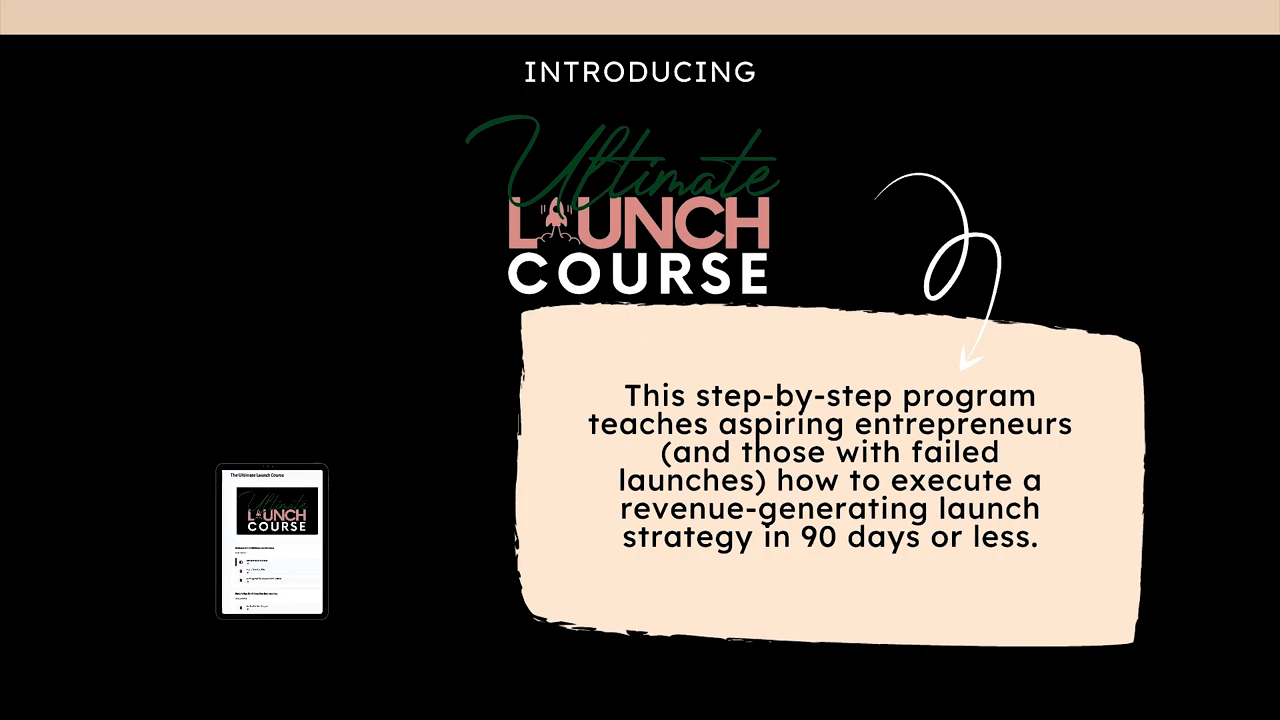 INTRODUCING
Ultimate
LAUNCH
COURSE
This step-by-step program
teaches aspiring entrepreneurs
(and those with failed
launches) how to execute a
revenue-generating launch
strategy in 90 days or less.
The Ultimate Launch Course
Ultimate
LAUNCH
COURSE